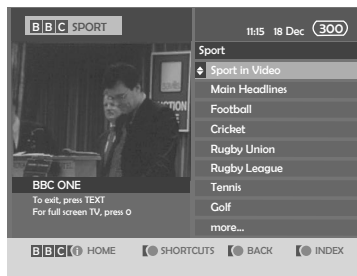 BBC SPORT
11:15 18 Dec 300
Sport
Sport in Video
Main Headlines
Football
Cricket
Rugby Union
Rugby League
Tennis
Golf
more...
CTION
BBC ONE
To exit, press TEXT
For full screen TV, press 0
BBCi HOME SHORTCUTS BACK INDEX